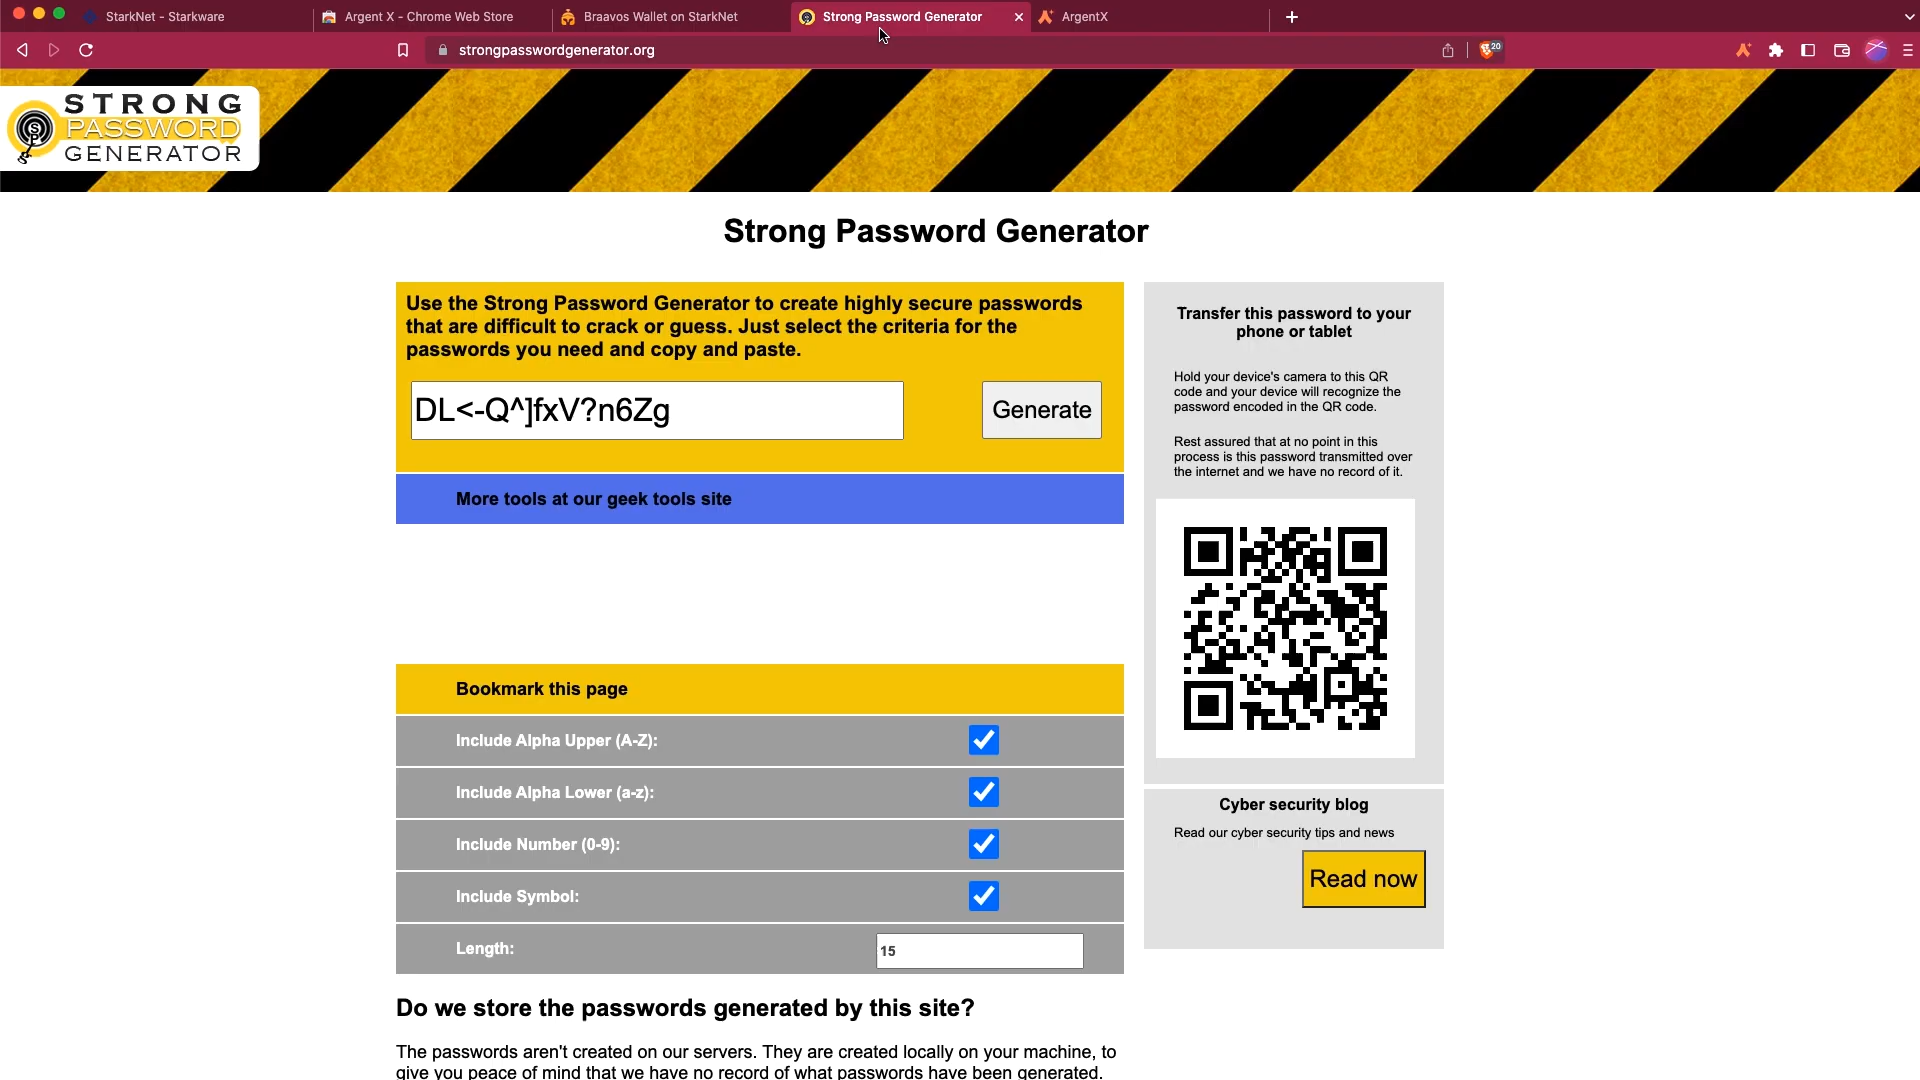 StarkNet - Starkware
Argent X - Chrome Web Store
Braavos Wallet on StarkNet
Strong Password Generator
ArgentX
strongpasswordgenerator.org
20
STRONG
PASSWORD
GENERATOR
Strong Password Generator
Use the Strong Password Generator to create highly secure passwords
that are difficult to crack or guess. Just select the criteria for the
passwords you need and copy and paste.
DL<-Q^]fxV?n6Zg
Generate
More tools at our geek tools site
Bookmark this page
Include Alpha Upper (A-Z):
Include Alpha Lower (a-z):
Include Number (0-9):
Include Symbol:
Length:
15
Do we store the passwords generated by this site?
The passwords aren't created on our servers. They are created locally on your machine, to
give you peace of mind that we have no record of what passwords have been generated.
Transfer this password to your
phone or tablet
Hold your device's camera to this QR
code and your device will recognize the
password encoded in the QR code.
Rest assured that at no point in this
process is this password transmitted over
the internet and we have no record of it.
Cyber security blog
Read our cyber security tips and news
Read now